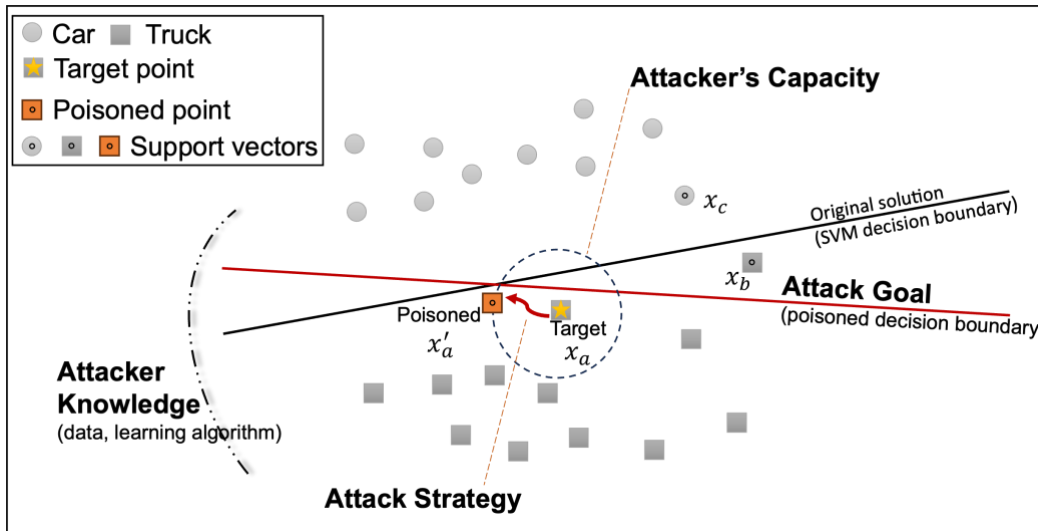 Car Truck
Target point
Poisoned point
Support vectors
Attacker's Capacity
x_c
Original solution
(SVM decision boundary)
x_b
Attack Goal
(poisoned decision boundary)
Poisoned
x'_a
Target
x_a
Attacker
Knowledge
(data, learning algorithm)
Attack Strategy